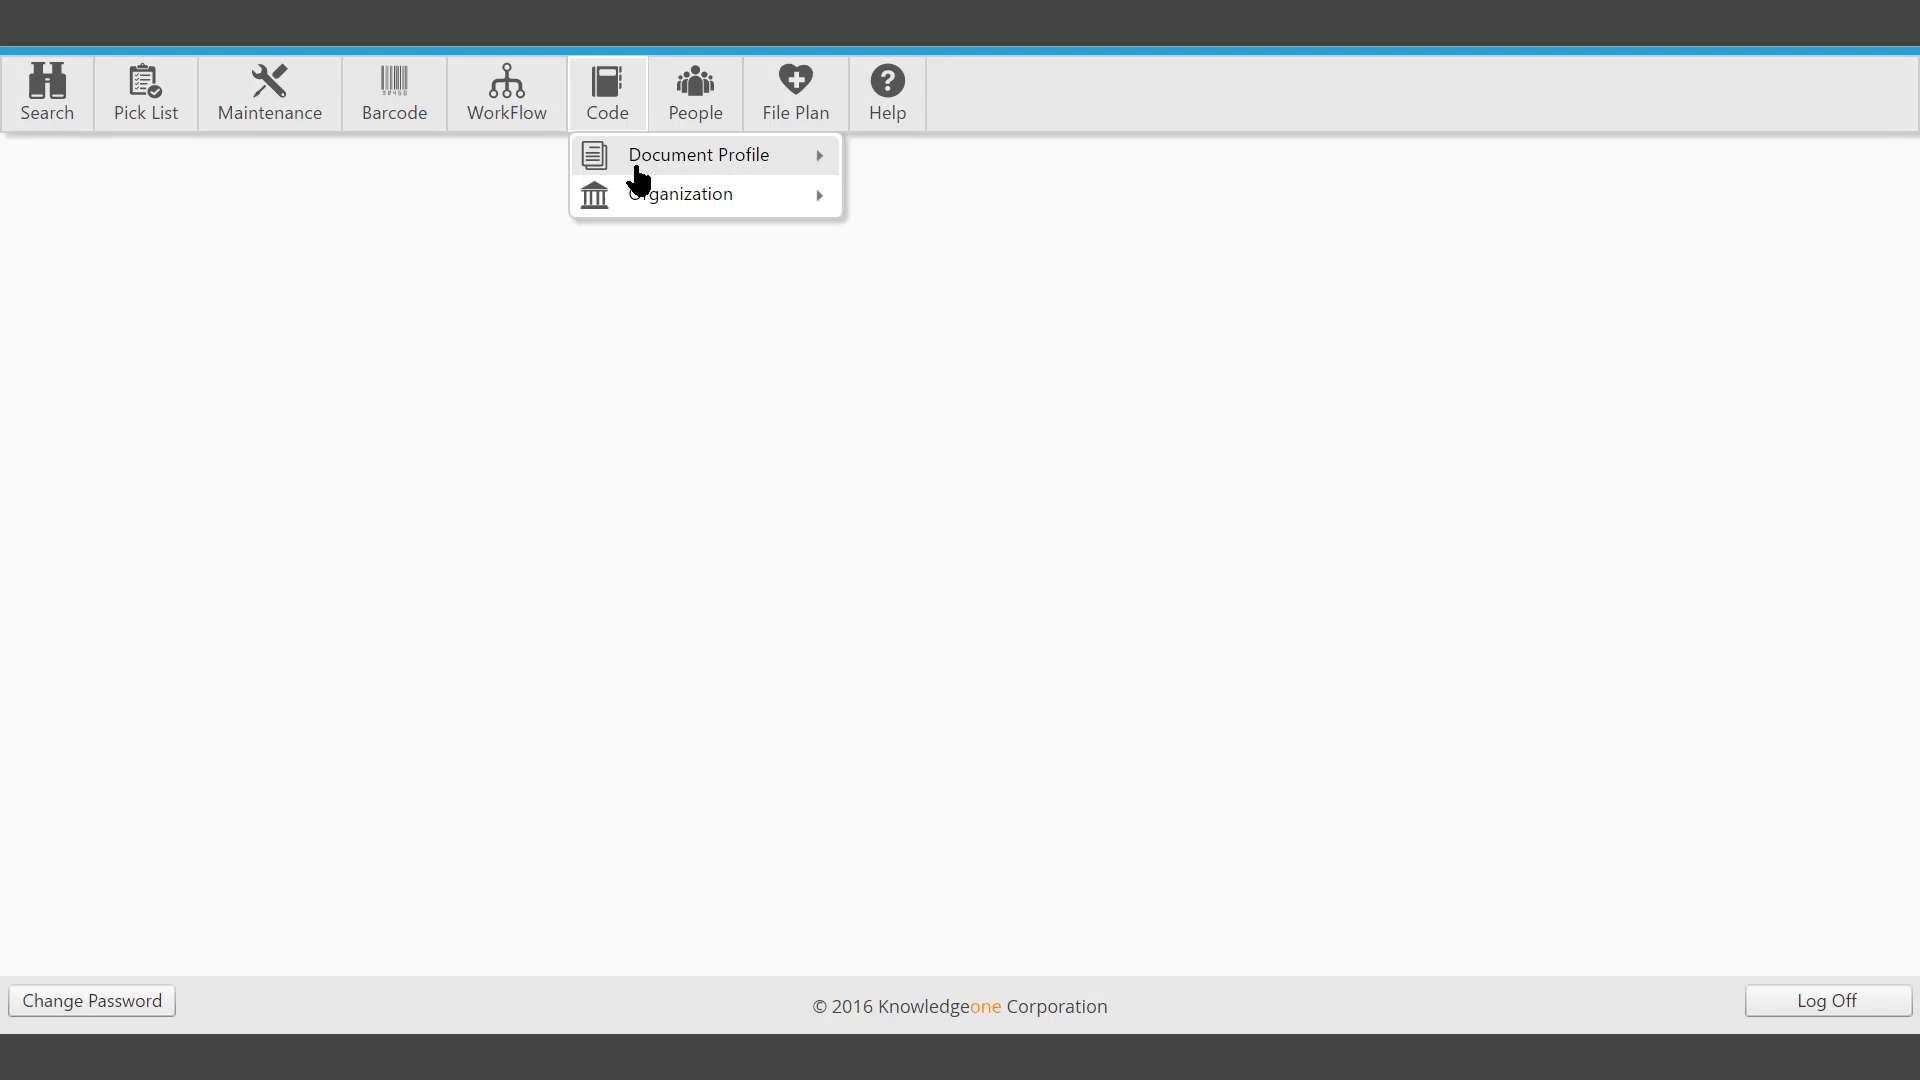 Search
Pick List
Maintenance
Barcode
WorkFlow
Code
People
File Plan
Help
Document Profile
Organization
Change Password
© 2016 Knowledgeone Corporation
Log Off